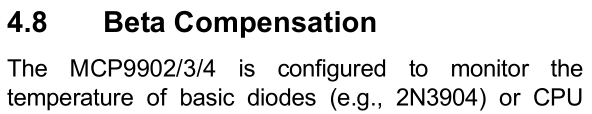 4.8 Beta Compensation
The MCP9902/3/4 is configured to monitor the
temperature of basic diodes (e.g., 2N3904) or CPU